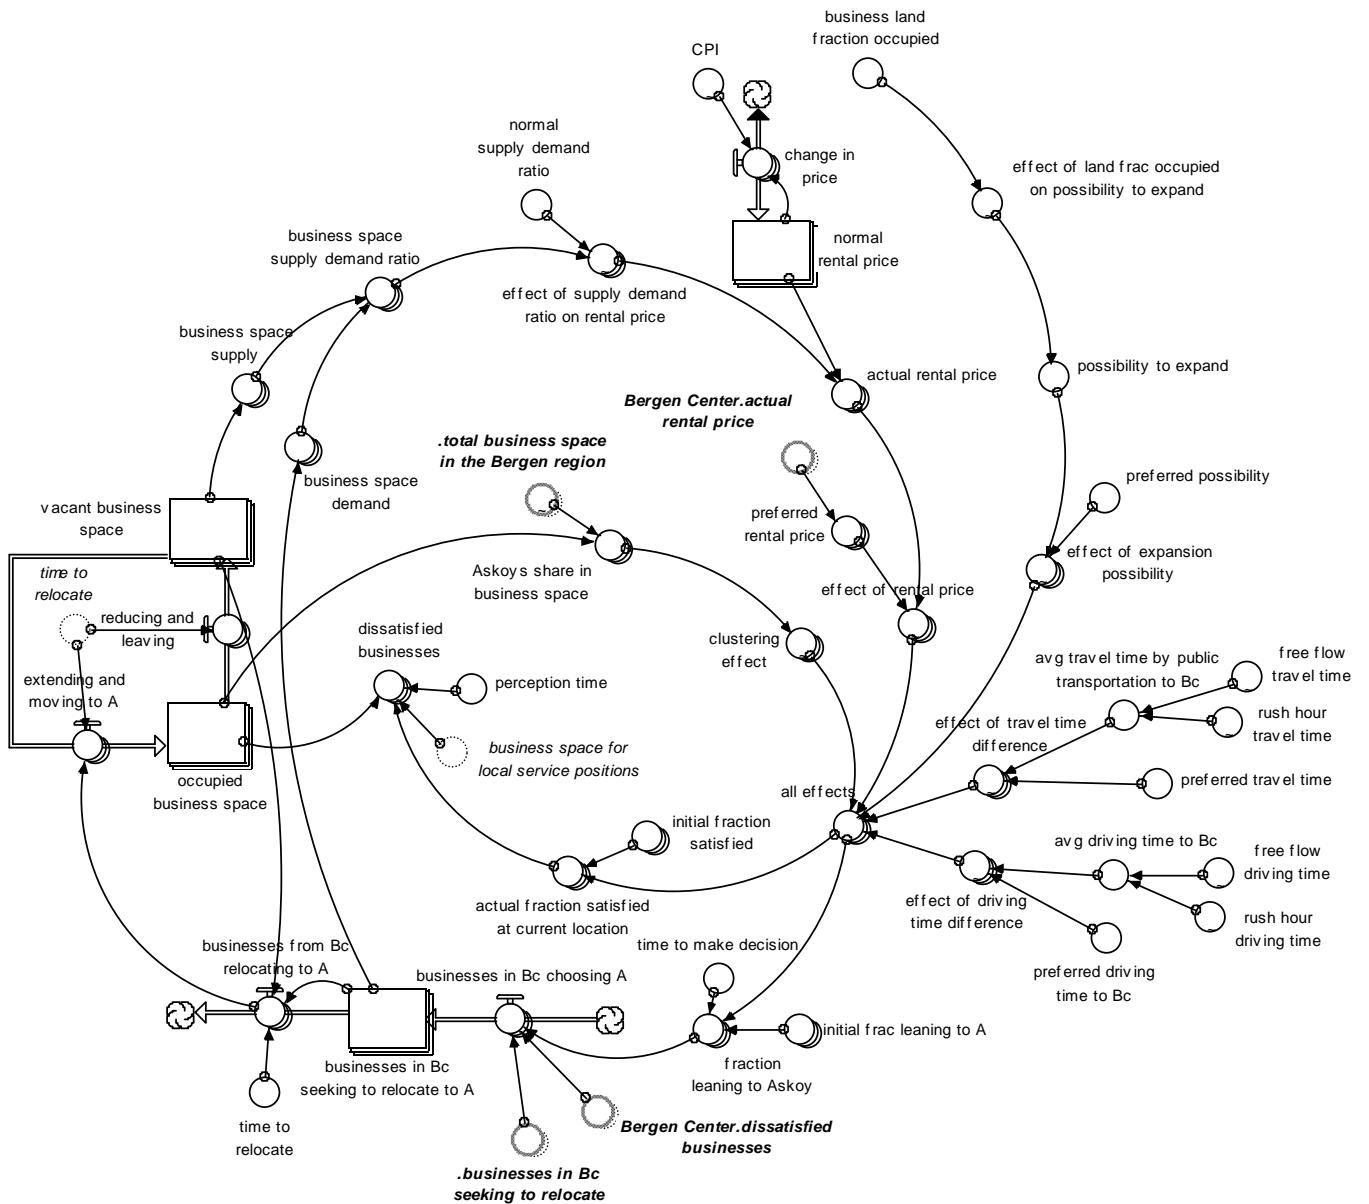 business land
fraction occupied
CPI
normal
supply demand
ratio
change in
price
effect of land frac occupied
on possibility to expand
business space
supply demand ratio
normal
rental price
effect of supply demand
ratio on rental price
business space
supply
actual rental price
possibility to expand
Bergen Center.actual
rental price
.total business space
in the Bergen region
business space
demand
preferred possibility
vacant business
space
preferred
rental price
effect of expansion
possibility
Askoys share in
business space
effect of rental price
time to
relocate
reducing and
leaving
dissatisfied
businesses
clustering
effect
avg travel time by public
transportation to Bc
free flow
travel time
extending and
moving to A
perception time
rush hour
travel time
effect of travel time
difference
business space for
local service positions
occupied
business space
preferred travel time
all effects
initial fraction
satisfied
avg driving time to Bc
free flow
driving time
actual fraction satisfied
at current location
effect of driving
time difference
rush hour
driving time
businesses from Bc
relocating to A
time to make decision
businesses in Bc choosing A
preferred driving
time to Bc
initial frac leaning to A
businesses in Bc
seeking to relocate to A
fraction
leaning to Askoy
time to
relocate
Bergen Center.dissatisfied
businesses
.businesses in Bc
seeking to relocate